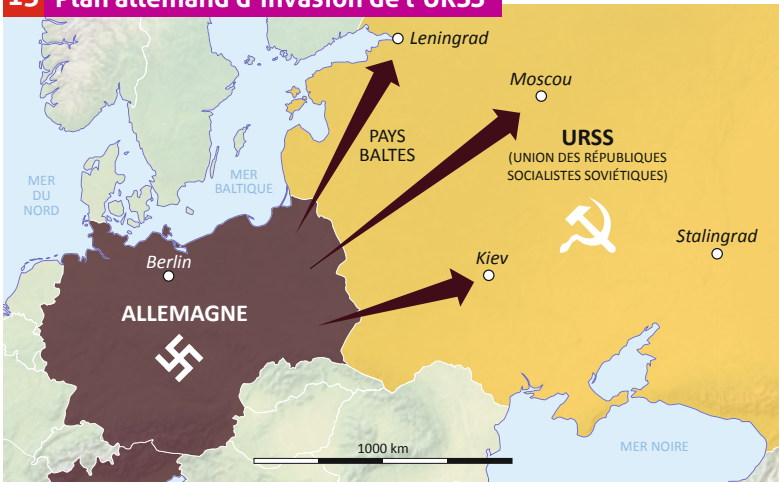 15 Plan allemand d'invasion de l'URSS
Leningrad
Moscou
PAYS
BALTES
URSS
(UNION DES RÉPUBLIQUES
SOCIALISTES SOVIÉTIQUES)
MER
DU
NORD
MER
BALTIQUE
Berlin
Kiev
Stalingrad
ALLEMAGNE
1000 km
MER NOIRE